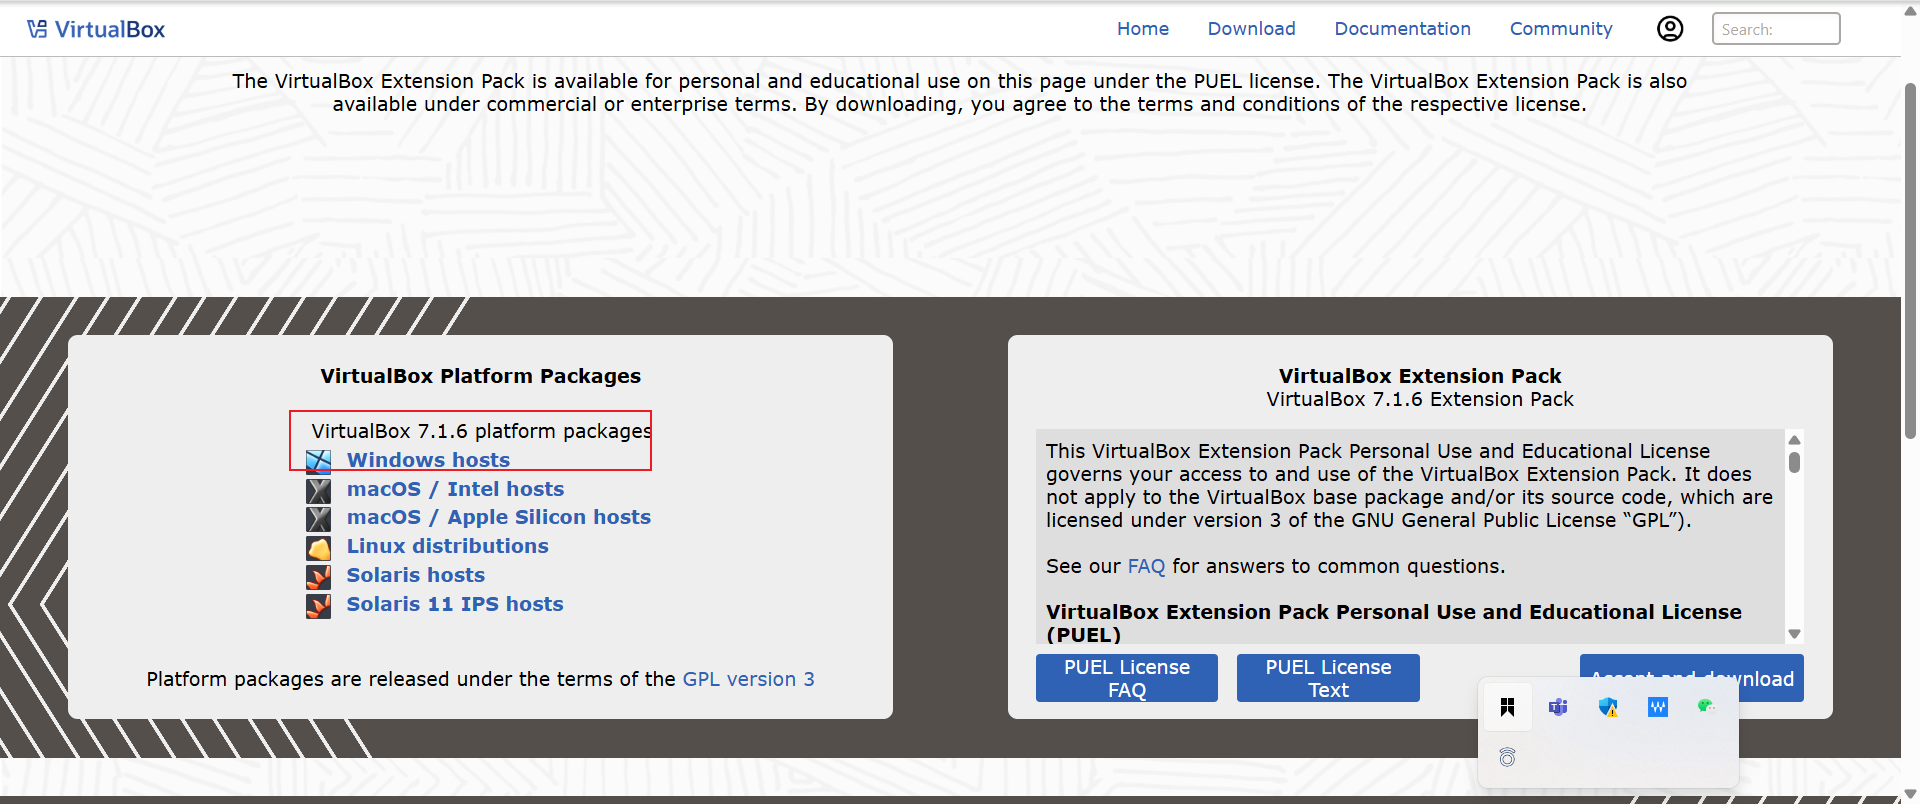 VirtualBox
Home
Download
Documentation
Community
Search:
The VirtualBox Extension Pack is available for personal and educational use on this page under the PUEL license. The VirtualBox Extension Pack is also
available under commercial or enterprise terms. By downloading, you agree to the terms and conditions of the respective license.
VirtualBox Platform Packages
VirtualBox 7.1.6 platform packages
Windows hosts
macOS / Intel hosts
macOS / Apple Silicon hosts
Linux distributions
Solaris hosts
Solaris 11 IPS hosts
Platform packages are released under the terms of the GPL version 3
VirtualBox Extension Pack
VirtualBox 7.1.6 Extension Pack
This VirtualBox Extension Pack Personal Use and Educational License
governs your access to and use of the VirtualBox Extension Pack. It does
not apply to the VirtualBox base package and/or its source code, which are
licensed under version 3 of the GNU General Public License “GPL”).
See our FAQ for answers to common questions.
VirtualBox Extension Pack Personal Use and Educational License
(PUEL)
PUEL License
FAQ
PUEL License
Text
Accept and download